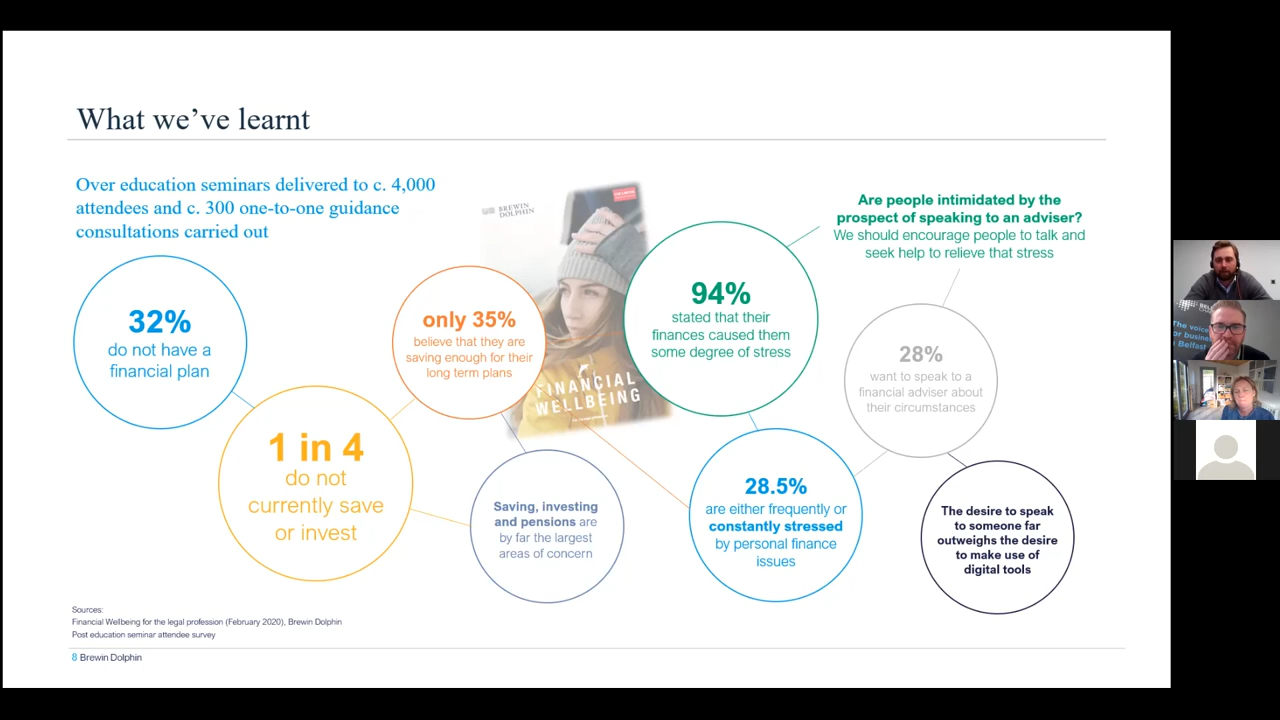 What we've learnt
Over education seminars delivered to c. 4,000
attendees and c. 300 one-to-one guidance
consultations carried out
32%
do not have a
financial plan
1 in 4
do not
currently save
or invest
only 35%
believe that they are
saving enough for their
long term plans
BREWIN
DOLPHIN
FINANCIAL
WELLBEING
Saving, investing
and pensions are
by far the largest
areas of concern
94%
stated that their
finances caused them
some degree of stress
28.5%
are either frequently or
constantly stressed
by personal finance
issues
Are people intimidated by the
prospect of speaking to an adviser?
We should encourage people to talk and
seek help to relieve that stress
28%
want to speak to a
financial adviser about
their circumstances
The desire to speak
to someone far
outweighs the desire
to make use of
digital tools
Sources:
Financial Wellbeing for the legal profession (February 2020), Brewin Dolphin
Post education seminar attendee survey
8 Brewin Dolphin